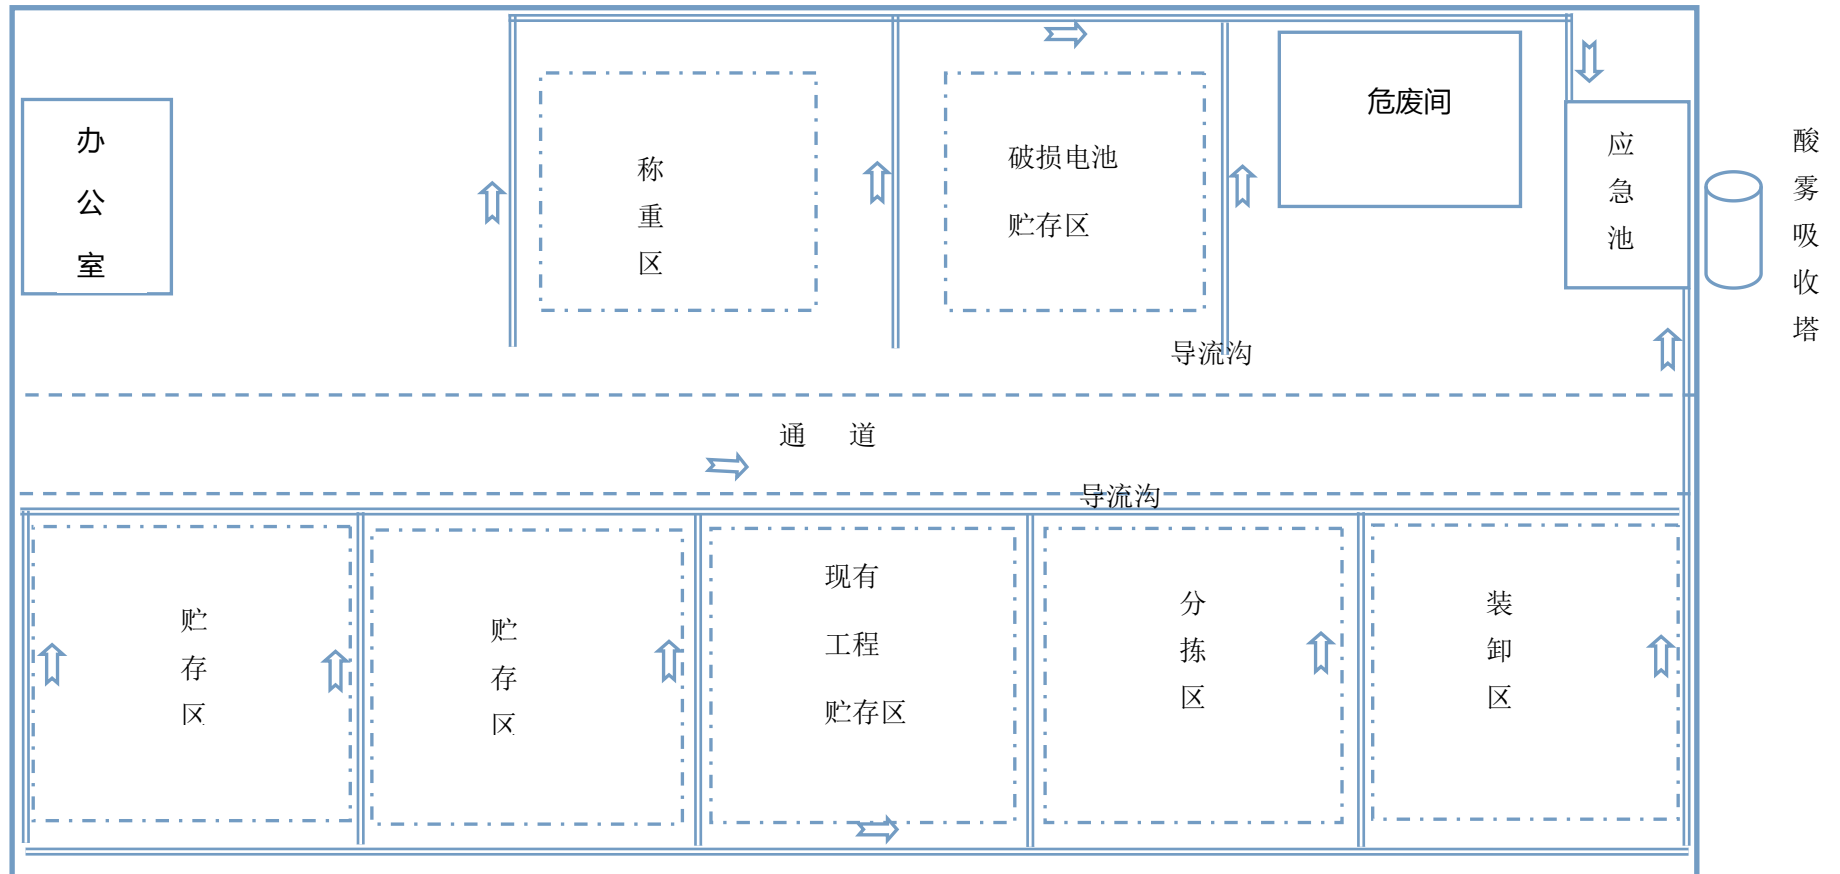 办公室
称重区
破损电池
贮存区
危废间
应急池
酸雾吸收塔
导流沟
通 道
导流沟
贮存区
贮存区
现有
工程
贮存区
分拣区
装卸区